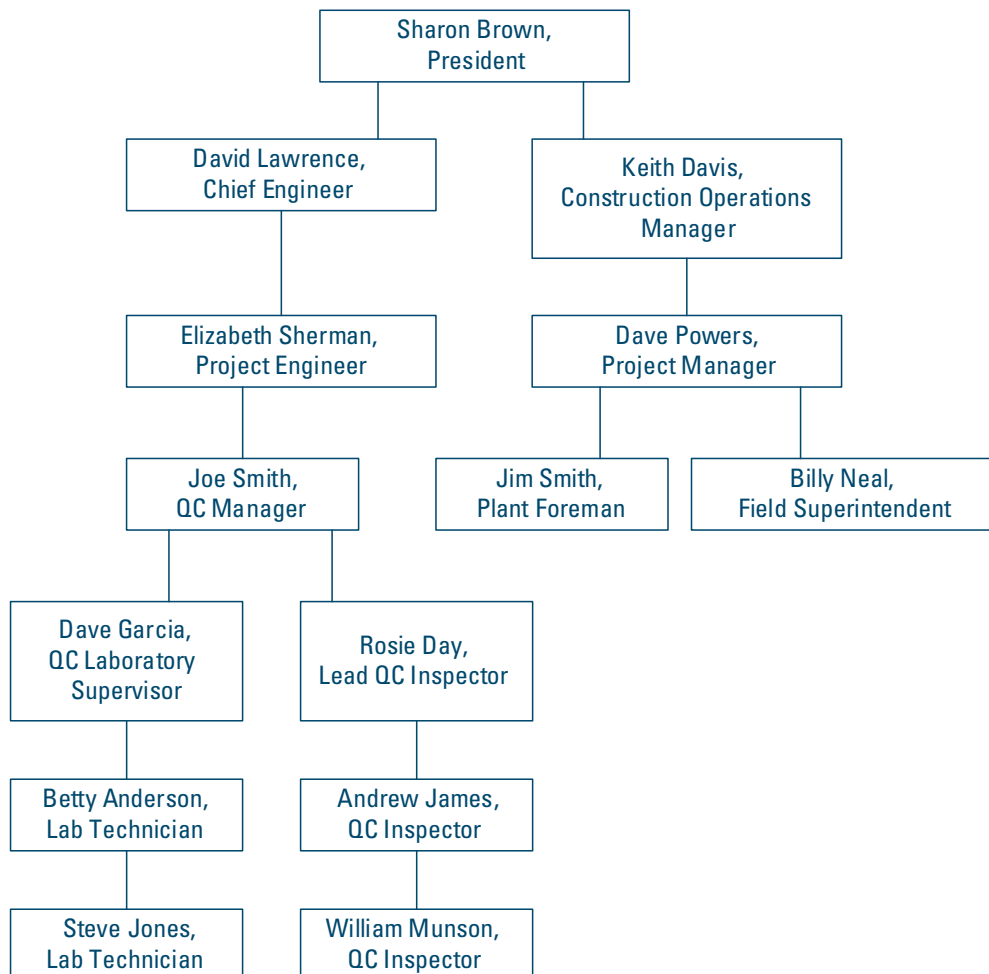 Sharon Brown,
President
David Lawrence,
Chief Engineer
Keith Davis,
Construction Operations
Manager
Elizabeth Sherman,
Project Engineer
Dave Powers,
Project Manager
Joe Smith,
QC Manager
Jim Smith,
Plant Foreman
Billy Neal,
Field Superintendent
Dave Garcia,
QC Laboratory
Supervisor
Rosie Day,
Lead QC Inspector
Betty Anderson,
Lab Technician
Andrew James,
QC Inspector
Steve Jones,
Lab Technician
William Munson,
QC Inspector